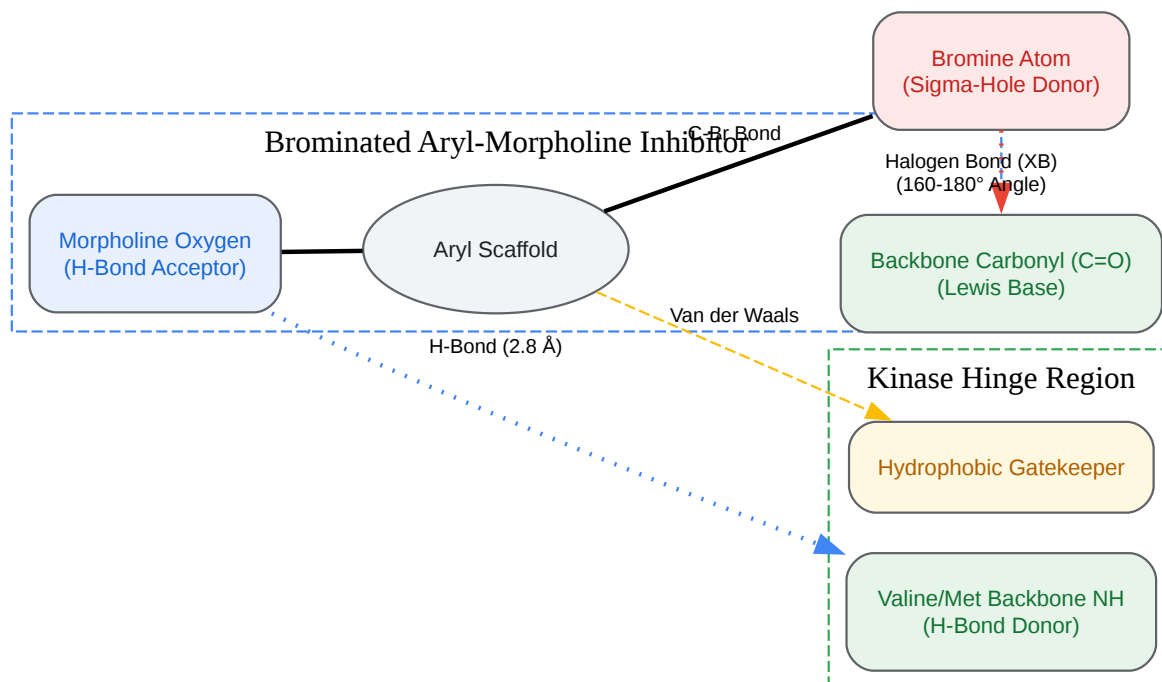 Bromine Atom
(Sigma-Hole Donor)
Brominated Aryl-Morpholine Inhibitor
C-Br Bond
Halogen Bond (XB)
(160-180° Angle)
Morpholine Oxygen
(H-Bond Acceptor)
Aryl Scaffold
Backbone Carbonyl (C=O)
(Lewis Base)
Van der Waals
H-Bond (2.8 Å)
Kinase Hinge Region
Hydrophobic Gatekeeper
Valine/Met Backbone NH
(H-Bond Donor)